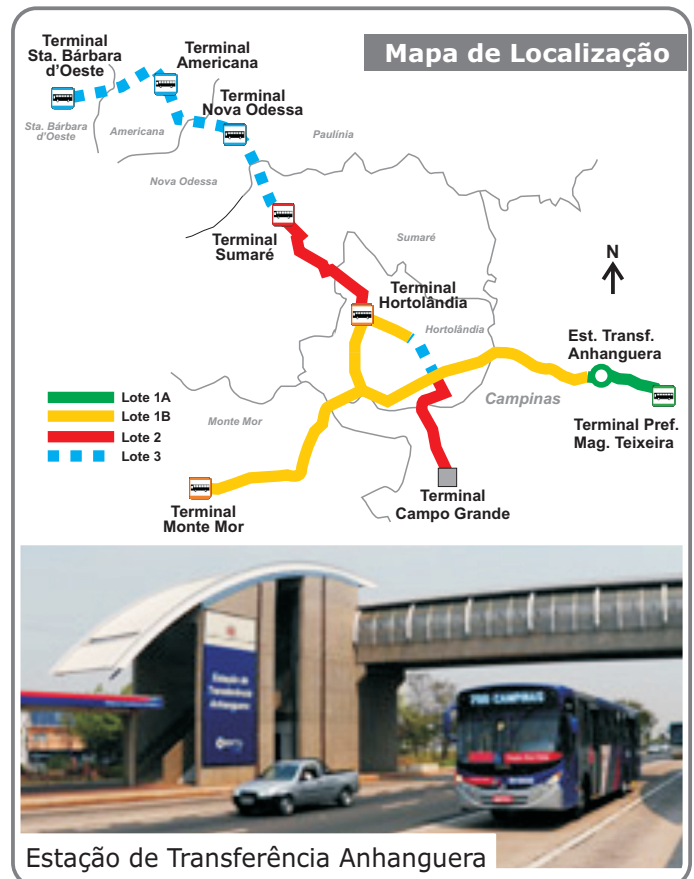 Mapa de Localização
Terminal
Sta. Bárbara
d'Oeste
Terminal
Americana
Terminal
Nova Odessa
Sta. Bárbara
d'Oeste
Americana
Paulínia
Nova Odessa
Terminal
Sumaré
Sumaré
N
Terminal
Hortolândia
Hortolândia
Est. Transf.
Anhanguera
Lote 1A
Lote 1B
Lote 2
Lote 3
Campinas
Monte Mor
Terminal Pref.
Mag. Teixeira
Terminal
Monte Mor
Terminal
Campo Grande
Estação de
Transferência
Anhanguera
700 CAMPINAS
Estação de Transferência Anhanguera